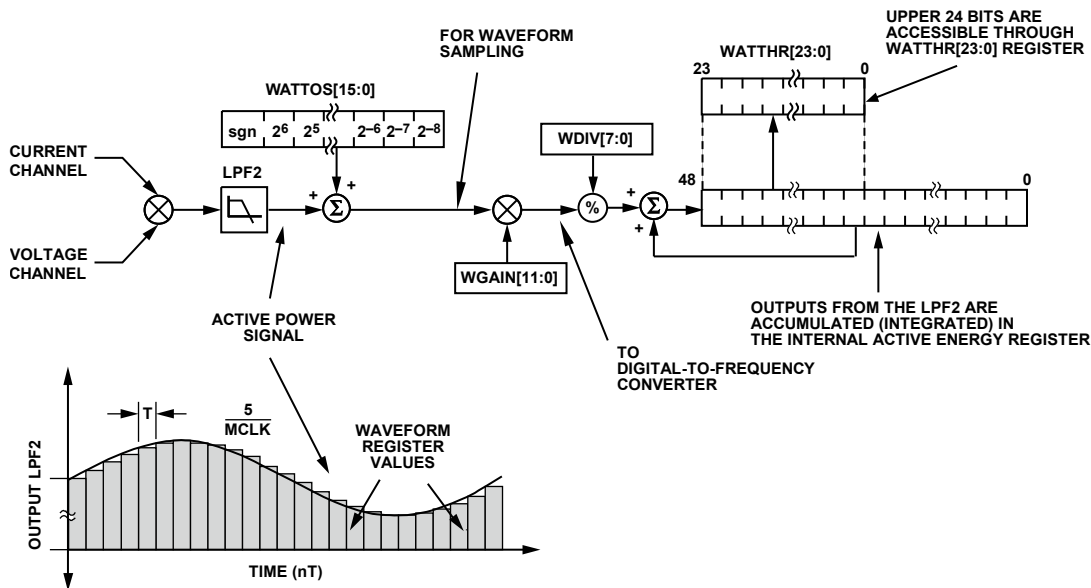 UPPER 24 BITS ARE
ACCESSIBLE THROUGH
WATTHR[23:0] REGISTER
FOR WAVEFORM
SAMPLING
WATTHR[23:0]
23
0
WATTOS[15:0]
sgn 2⁶ 2⁵ 2⁻⁶ 2⁻⁷ 2⁻⁸
WDIV[7:0]
CURRENT
CHANNEL
LPF2
48
0
+
+
Σ
%
+
+
Σ
VOLTAGE
CHANNEL
WGAIN[11:0]
ACTIVE POWER
SIGNAL
TO
DIGITAL-TO-FREQUENCY
CONVERTER
OUTPUTS FROM THE LPF2 ARE
ACCUMULATED (INTEGRATED) IN
THE INTERNAL ACTIVE ENERGY REGISTER
OUTPUT LPF2
T
5
MCLK
WAVEFORM
REGISTER
VALUES
TIME (nT)